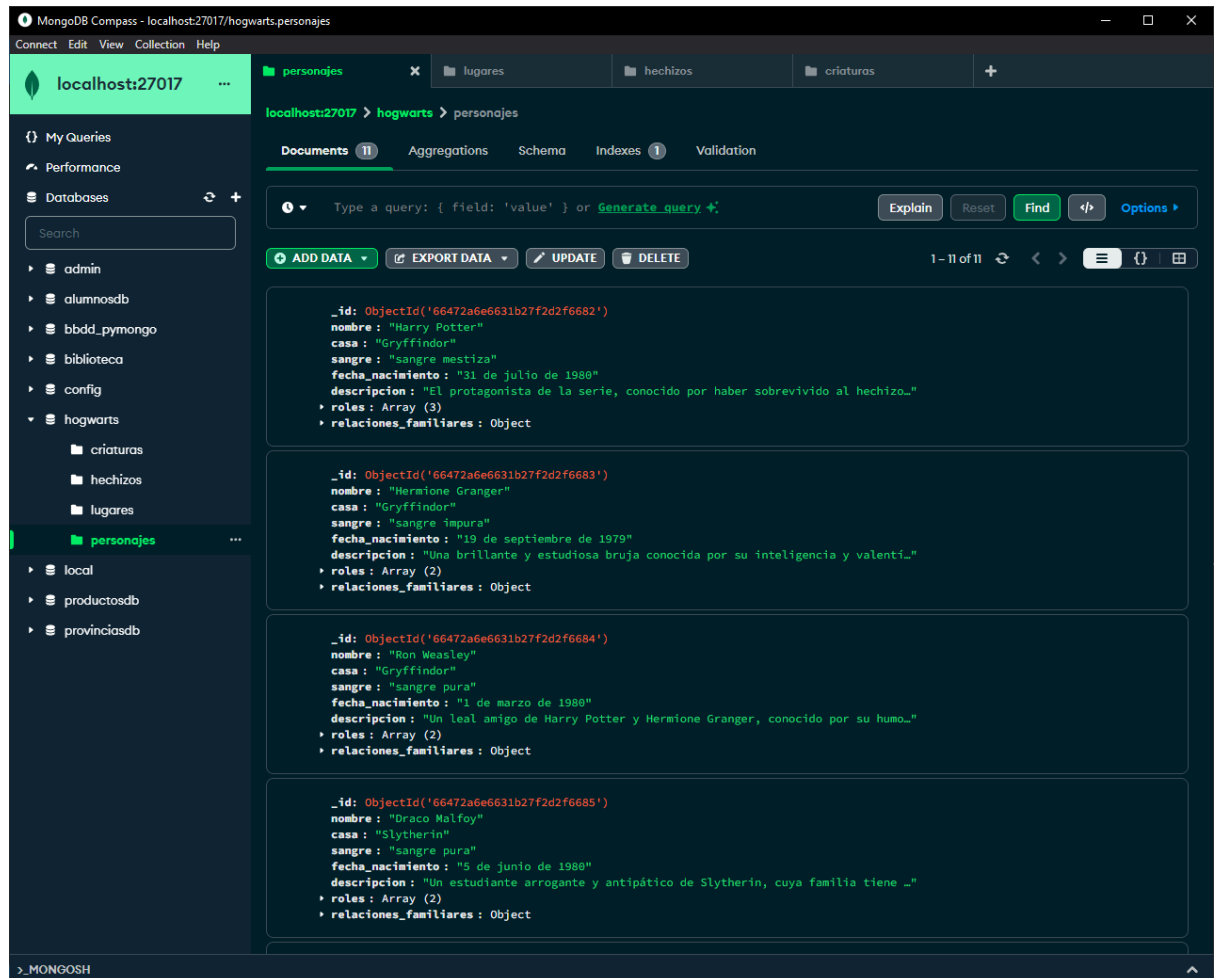 MongoDB Compass - localhost:27017/hogwarts.personajes
Connect Edit View Collection Help
localhost:27017 ...
{} My Queries
Performance
Databases
Search
admin
alumnosdb
bbdd_pymongo
biblioteca
config
hogwarts
criaturas
hechizos
lugares
personajes ...
local
productosdb
provinciasdb
personajes lugares hechizos criaturas
localhost:27017 > hogwarts > personajes
Documents 11 Aggregations Schema Indexes 1 Validation
Type a query: { field: 'value' } or Generate query Explain Reset Find </> Options
ADD DATA EXPORT DATA UPDATE DELETE 1 – 11 of 11 {}
_id: ObjectId('66472a6e6631b27f2d2f6682')
nombre : "Harry Potter"
casa : "Gryffindor"
sangre : "sangre mestiza"
fecha_nacimiento : "31 de julio de 1980"
descripcion : "El protagonista de la serie, conocido por haber sobrevivido al hechizo…"
roles : Array (3)
relaciones_familiares : Object
_id: ObjectId('66472a6e6631b27f2d2f6683')
nombre : "Hermione Granger"
casa : "Gryffindor"
sangre : "sangre impura"
fecha_nacimiento : "19 de septiembre de 1979"
descripcion : "Una brillante y estudiosa bruja conocida por su inteligencia y valentí…"
roles : Array (2)
relaciones_familiares : Object
_id: ObjectId('66472a6e6631b27f2d2f6684')
nombre : "Ron Weasley"
casa : "Gryffindor"
sangre : "sangre pura"
fecha_nacimiento : "1 de marzo de 1980"
descripcion : "Un leal amigo de Harry Potter y Hermione Granger, conocido por su humo…"
roles : Array (2)
relaciones_familiares : Object
_id: ObjectId('66472a6e6631b27f2d2f6685')
nombre : "Draco Malfoy"
casa : "Slytherin"
sangre : "sangre pura"
fecha_nacimiento : "5 de junio de 1980"
descripcion : "Un estudiante arrogante y antipático de Slytherin, cuya familia tiene …"
roles : Array (2)
relaciones_familiares : Object
>_MONGOSH